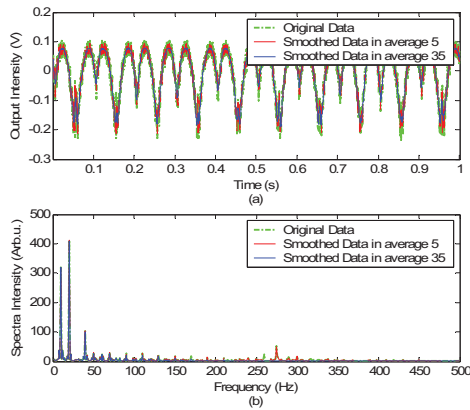 0.2
Original Data
Smoothed Data in average 5
Smoothed Data in average 35
0.1
0
-0.1
-0.2
-0.3
Output Intensity (V)
0.1 0.2 0.3 0.4 0.5 0.6 0.7 0.8 0.9 1
Time (s)
(a)
500
Original Data
Smoothed Data in average 5
Smoothed Data in average 35
400
300
200
100
0
Spectra Intensity (Arb.u.)
0 50 100 150 200 250 300 350 400 450 500
Frequency (Hz)
(b)